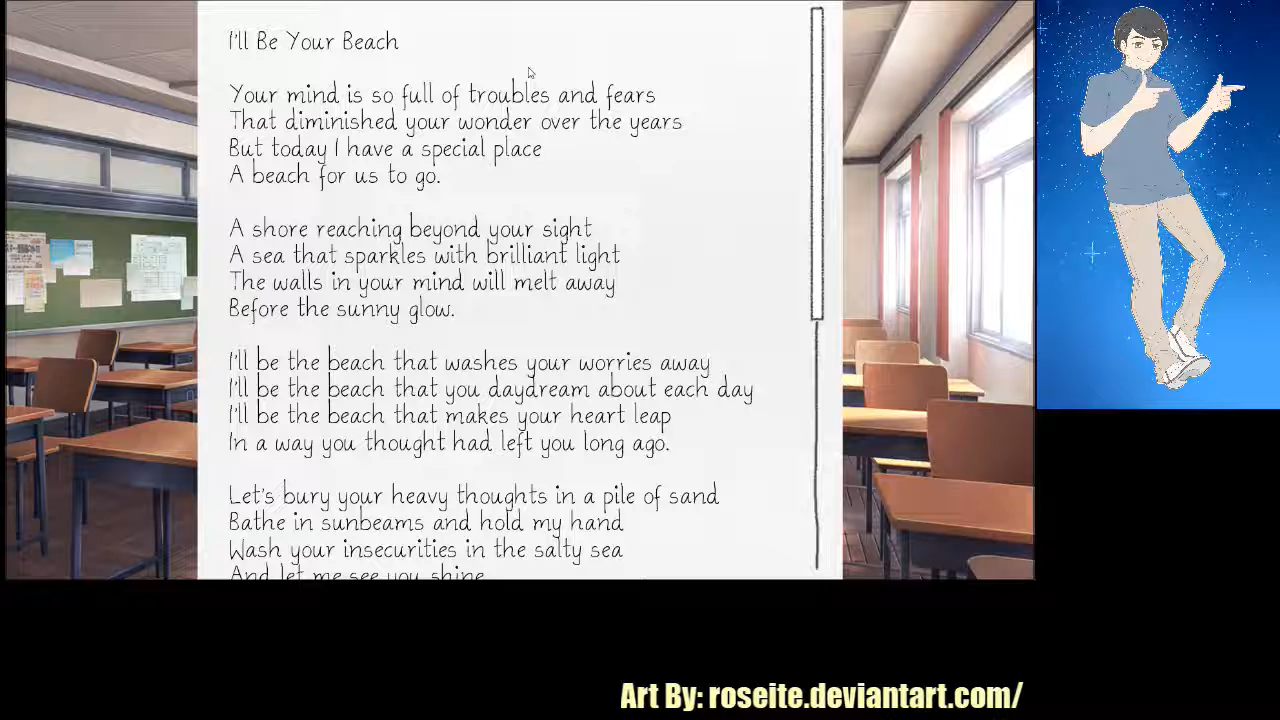 I'll Be Your Beach
Your mind is so full of troubles and fears
That diminished your wonder over the years
But today I have a special place
A beach for us to go.
A shore reaching beyond your sight
A sea that sparkles with brilliant light
The walls in your mind will melt away
Before the sunny glow.
I'll be the beach that washes your worries away
I'll be the beach that you daydream about each day
I'll be the beach that makes your heart leap
In a way you thought had left you long ago.
Let's bury your heavy thoughts in a pile of sand
Bathe in sunbeams and hold my hand
Wash your insecurities in the salty sea
And let me see you shine
Art By: roseite.deviantart.com/